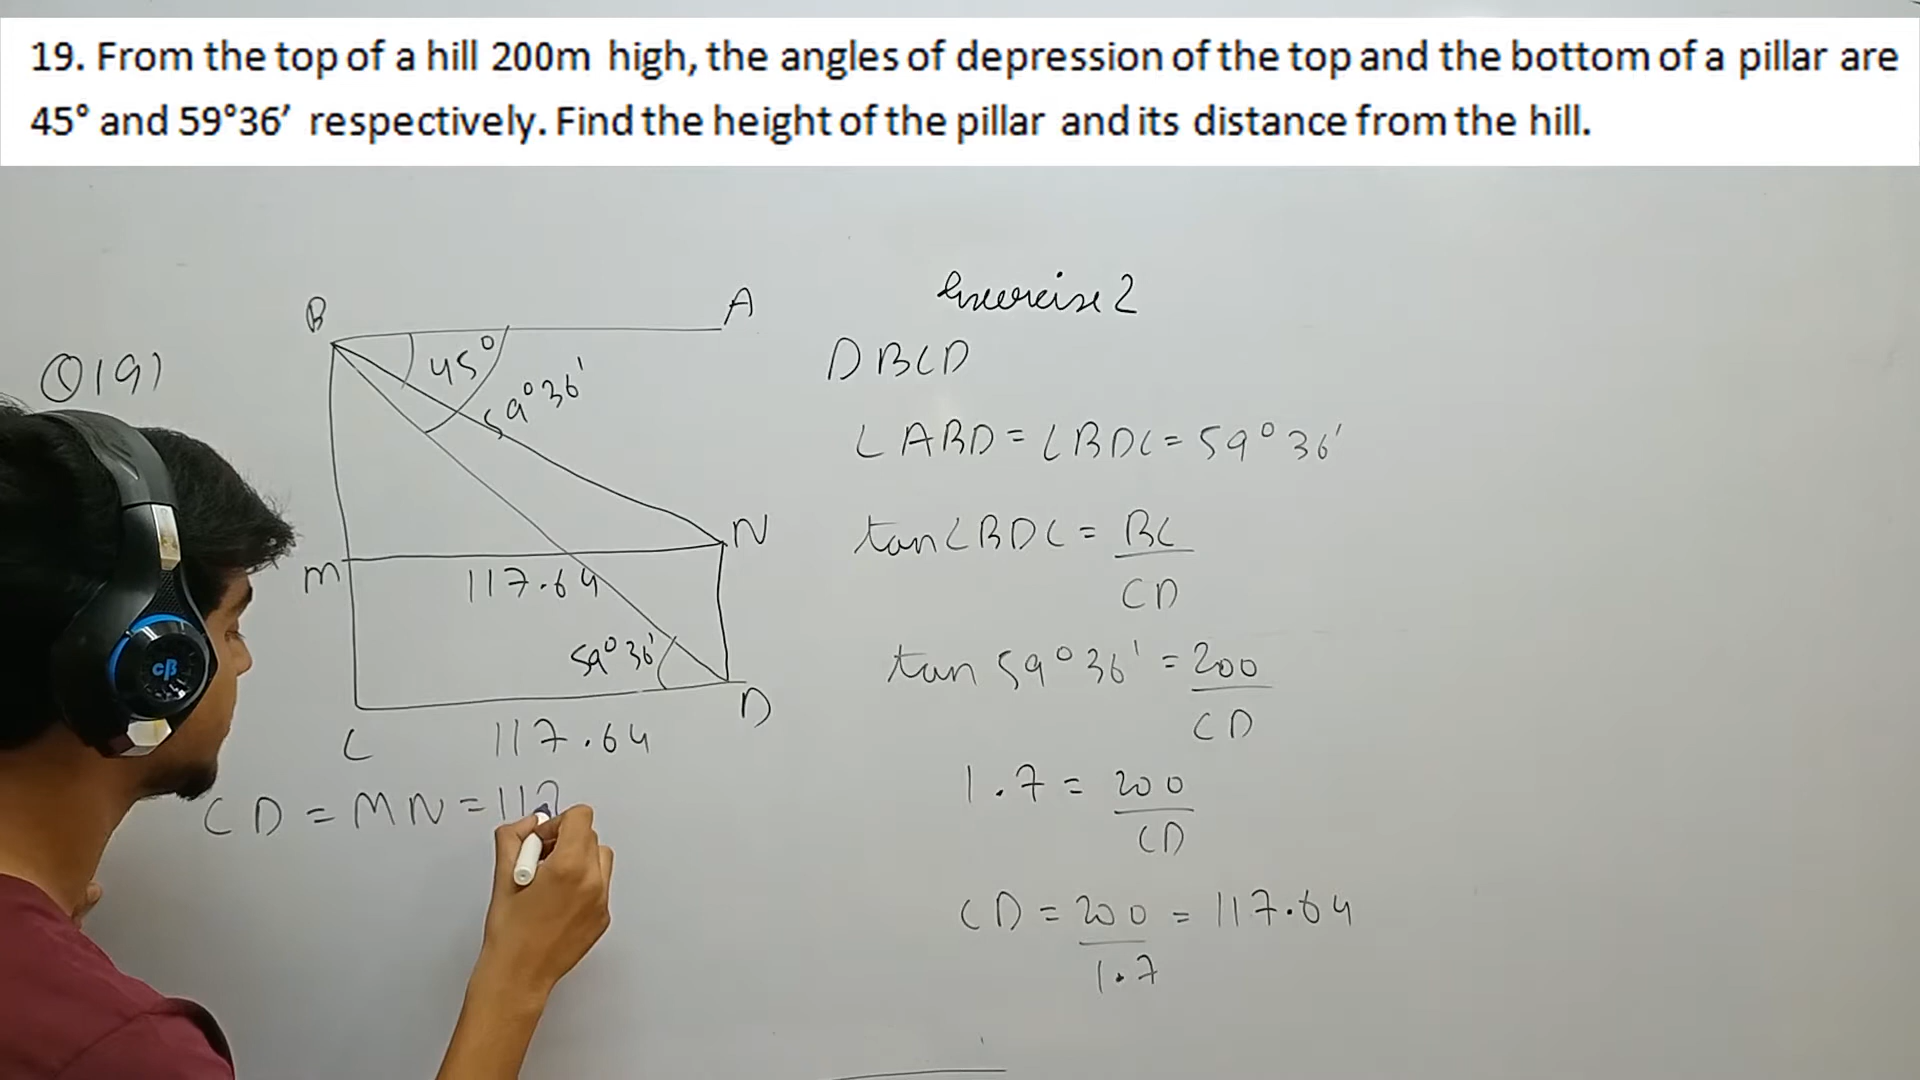 19. From the top of a hill 200m high, the angles of depression of the top and the bottom of a pillar are
45° and 59°36′ respectively. Find the height of the pillar and its distance from the hill.
Exercise 2
Q19)
B
A
45°
59°36'
N
M
117.64
59°36'
D
C
117.64
CD = MN = 117
cβ
D BCD
∠ABD = ∠BDC = 59°36'
tan∠BDC = BC
CD
tan 59°36' = 200
CD
1.7 = 200
CD
CD = 200 = 117.64
1.7